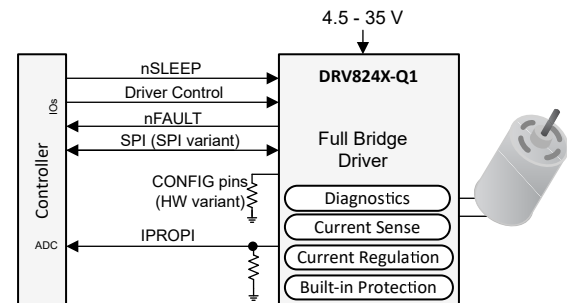 4.5 - 35 V
nSLEEP
Driver Control
nFAULT
SPI (SPI variant)
CONFIG pins
(HW variant)
IPROPI
IOs
Controller
ADC
DRV824X-Q1
Full Bridge
Driver
Diagnostics
Current Sense
Current Regulation
Built-in Protection